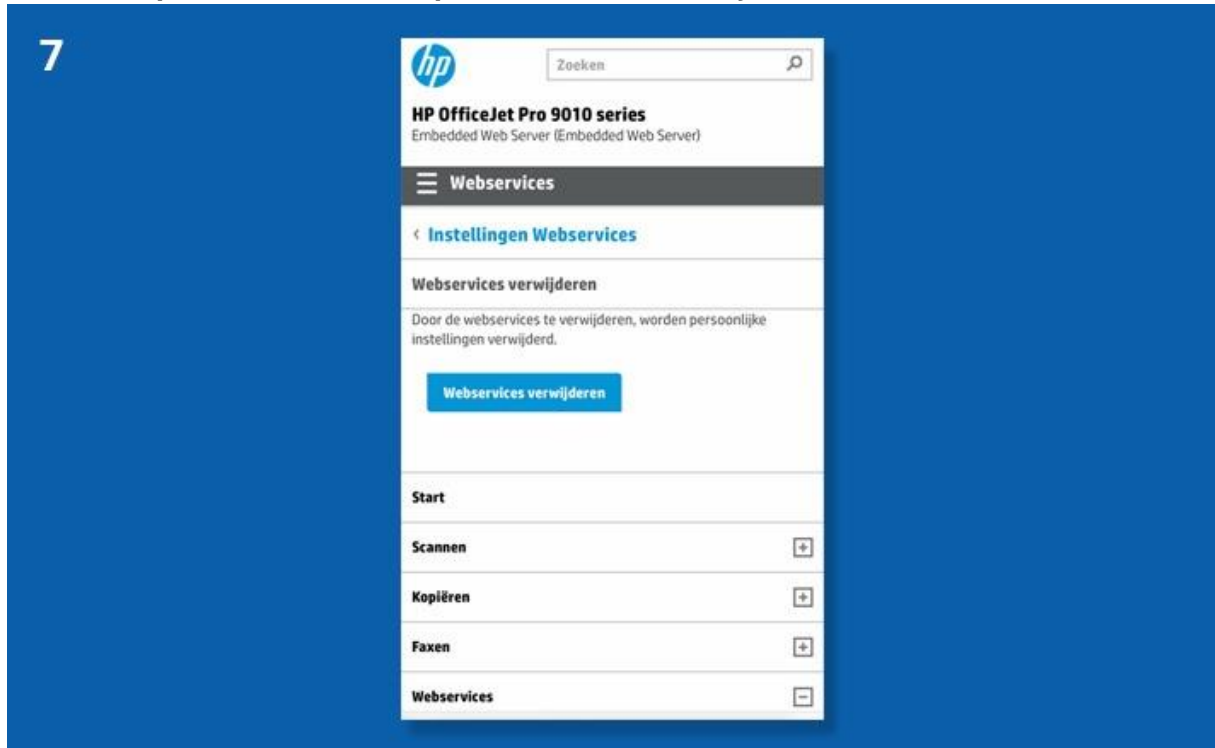 7
hp
Zoeken
HP OfficeJet Pro 9010 series
Embedded Web Server (Embedded Web Server)
☰ Webservices
‹ Instellingen Webservices
Webservices verwijderen
Door de webservices te verwijderen, worden persoonlijke
instellingen verwijderd.
Webservices verwijderen
Start
Scannen
Kopiëren
Faxen
Webservices